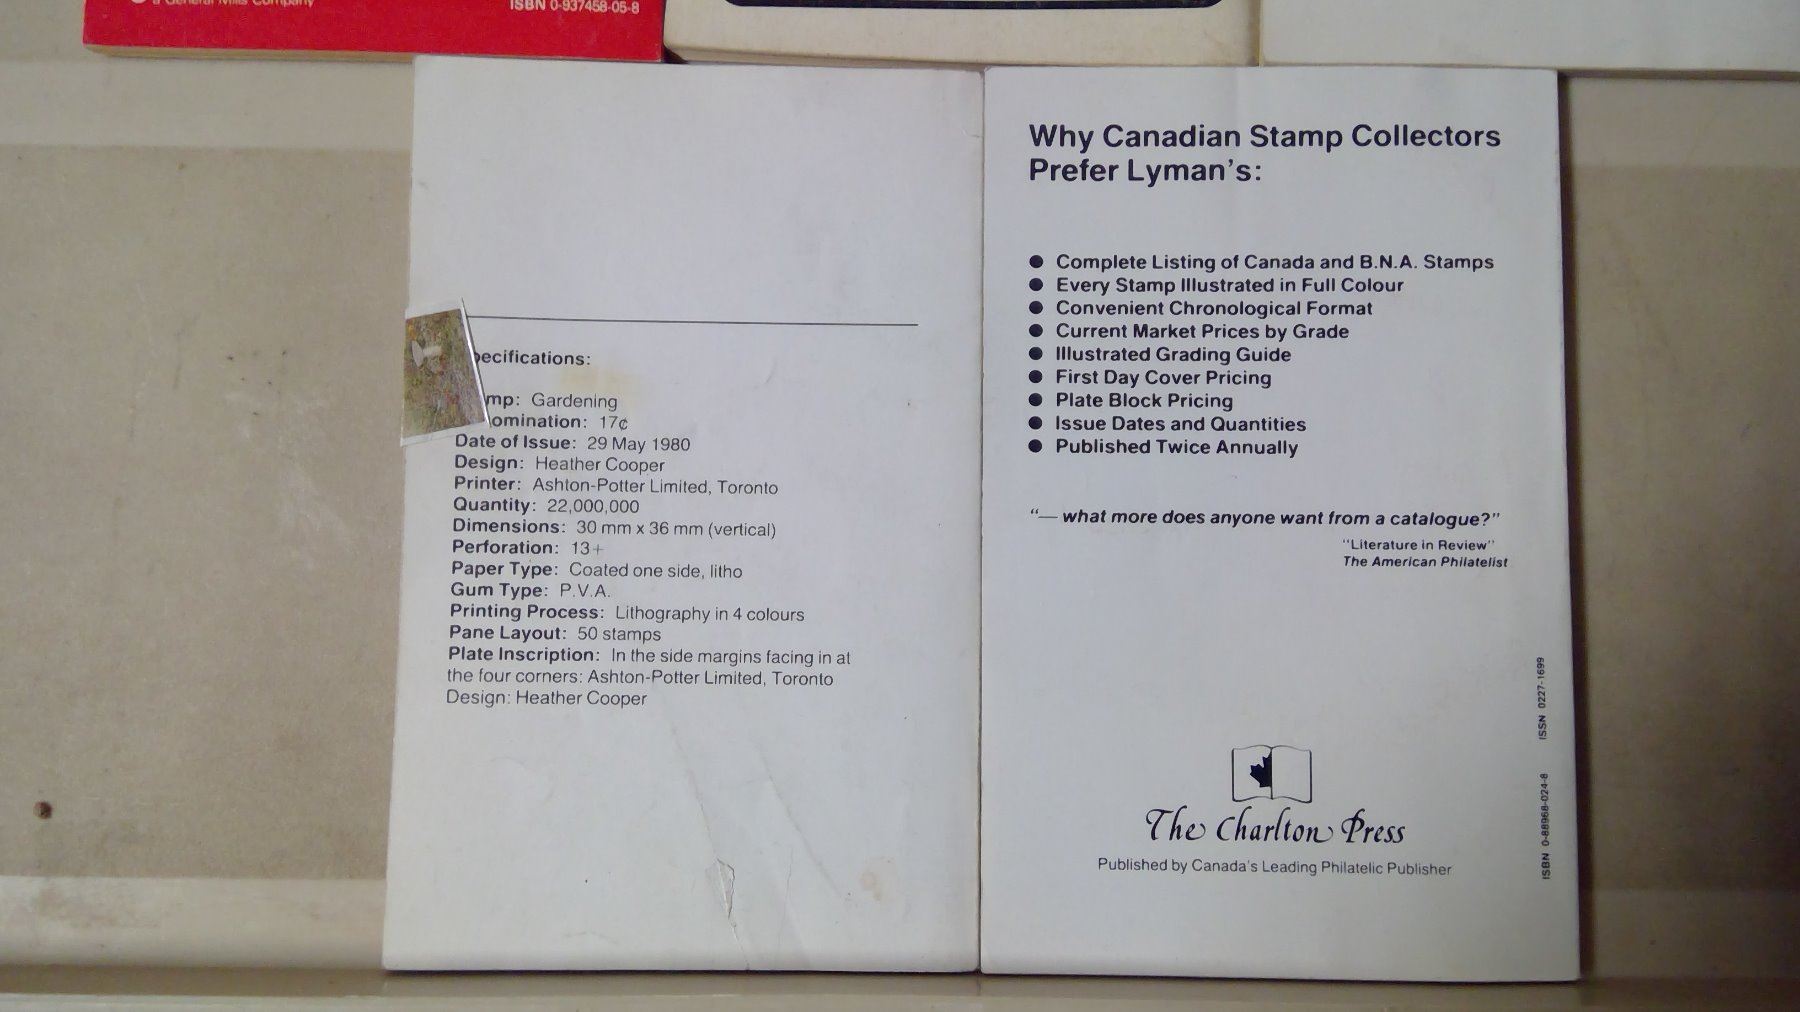 a General Mills Company
ISBN 0-937458-05-8
pecifications:
mp: Gardening
omination: 17¢
Date of Issue: 29 May 1980
Design: Heather Cooper
Printer: Ashton-Potter Limited, Toronto
Quantity: 22,000,000
Dimensions: 30 mm x 36 mm (vertical)
Perforation: 13+
Paper Type: Coated one side, litho
Gum Type: P.V.A.
Printing Process: Lithography in 4 colours
Pane Layout: 50 stamps
Plate Inscription: In the side margins facing in at
the four corners: Ashton-Potter Limited, Toronto
Design: Heather Cooper
Why Canadian Stamp Collectors
Prefer Lyman's:
● Complete Listing of Canada and B.N.A. Stamps
● Every Stamp Illustrated in Full Colour
● Convenient Chronological Format
● Current Market Prices by Grade
● Illustrated Grading Guide
● First Day Cover Pricing
● Plate Block Pricing
● Issue Dates and Quantities
● Published Twice Annually
"— what more does anyone want from a catalogue?"
"Literature in Review"
The American Philatelist
The Charlton Press
Published by Canada's Leading Philatelic Publisher
ISBN 0-88968-024-8 ISSN 0227-1699